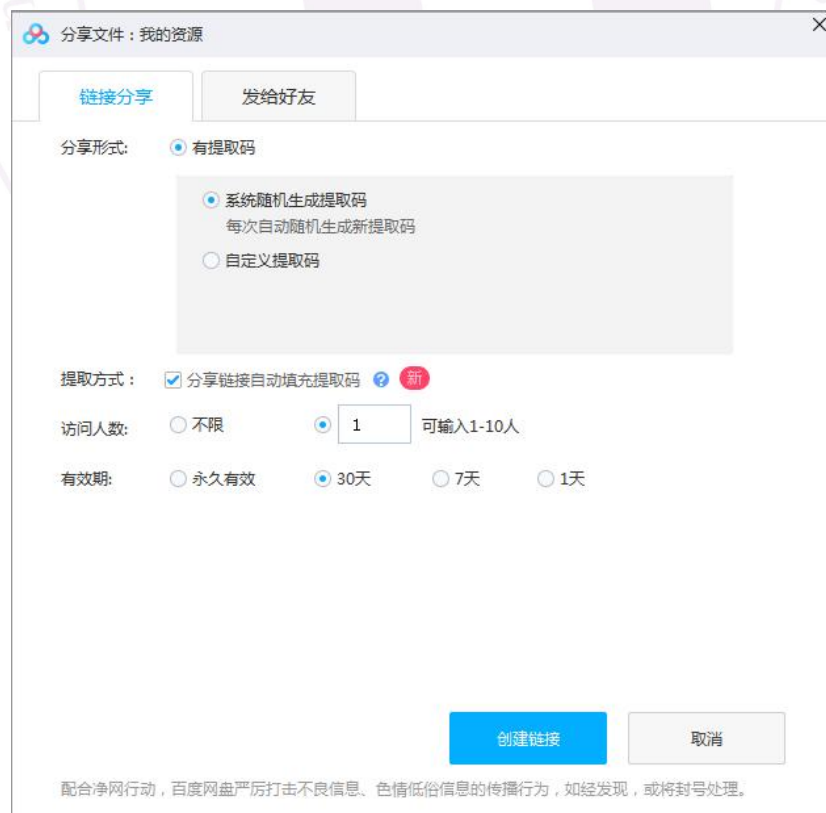 分享文件：我的资源
链接分享 发给好友
分享形式: 有提取码
系统随机生成提取码
每次自动随机生成新提取码
自定义提取码
提取方式： 分享链接自动填充提取码 ? 新
访问人数: 不限 1 可输入1-10人
有效期: 永久有效 30天 7天 1天
创建链接 取消
配合净网行动，百度网盘严厉打击不良信息、色情低俗信息的传播行为，如经发现，或将封号处理。